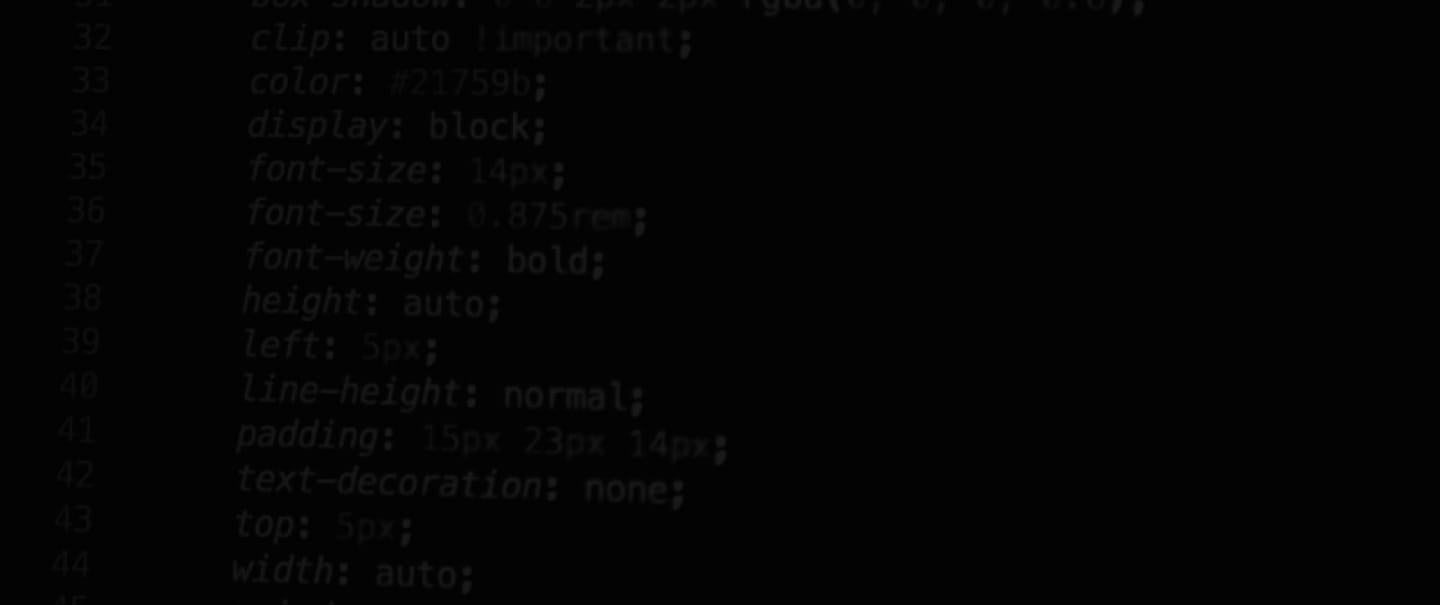 31 box-shadow: 0 0 2px 2px rgba(0, 0, 0, 0.6);
32 clip: auto !important;
33 color: #21759b;
34 display: block;
35 font-size: 14px;
36 font-size: 0.875rem;
37 font-weight: bold;
38 height: auto;
39 left: 5px;
40 line-height: normal;
41 padding: 15px 23px 14px;
42 text-decoration: none;
43 top: 5px;
44 width: auto;
45